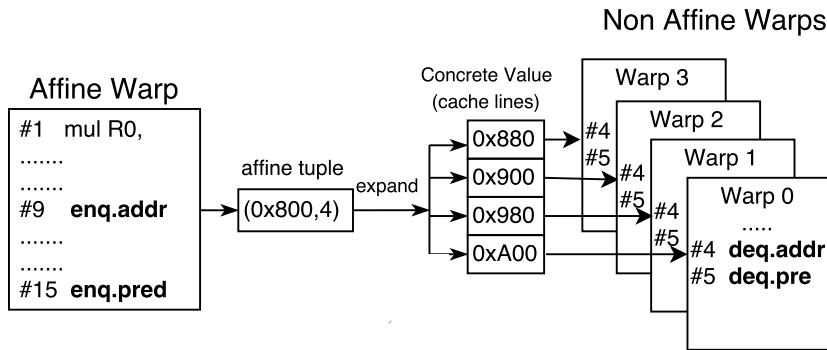 Non Affine Warps
Affine Warp
#1 mul R0,
.......
.......
#9 enq.addr
.......
.......
#15 enq.pred
affine tuple
(0x800,4)
expand
Concrete Value
(cache lines)
0x880
0x900
0x980
0xA00
Warp 3
#4
#5
Warp 2
#4
#5
Warp 1
#4
#5
Warp 0
.....
#4 deq.addr
#5 deq.pre